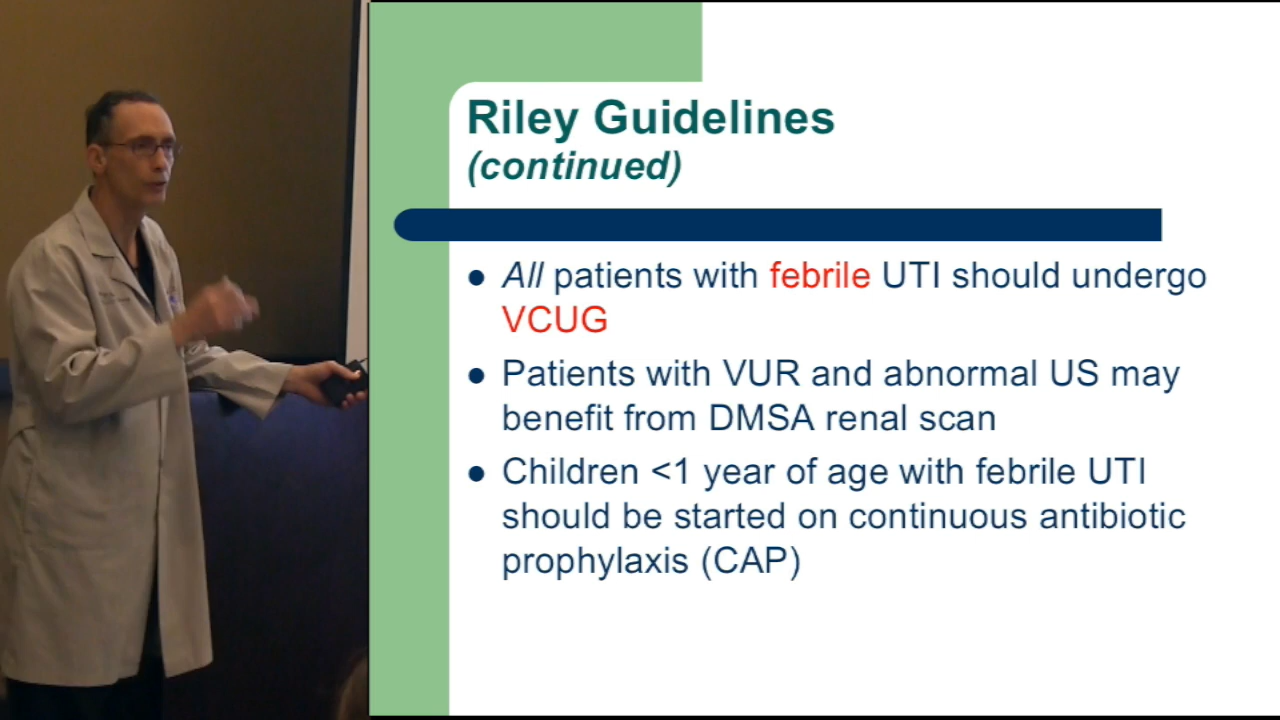 Riley Guidelines
(continued)
All patients with febrile UTI should undergo
VCUG
Patients with VUR and abnormal US may
benefit from DMSA renal scan
Children <1 year of age with febrile UTI
should be started on continuous antibiotic
prophylaxis (CAP)